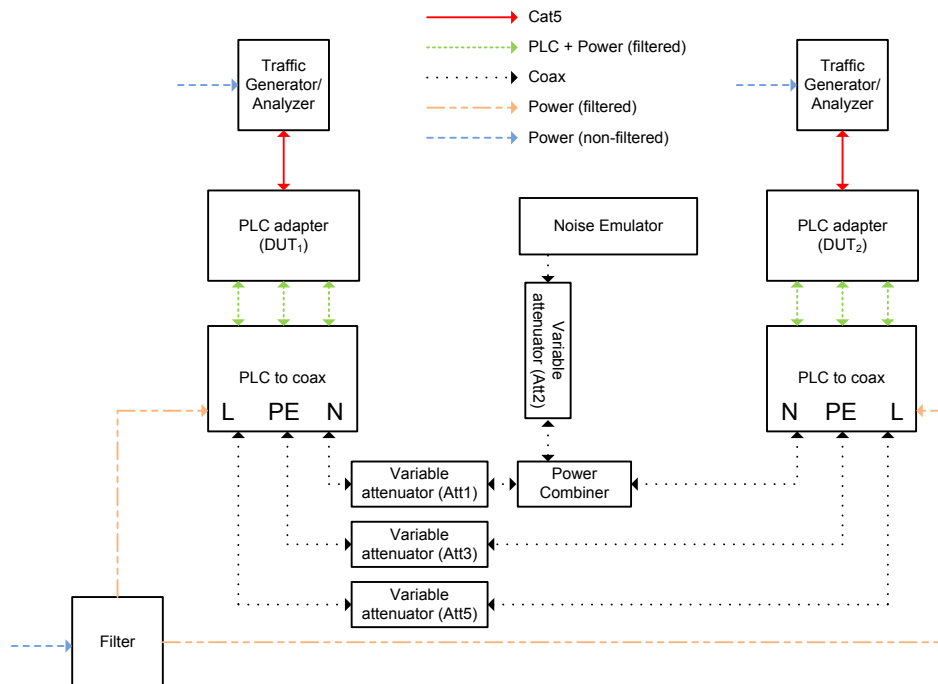 Cat5
PLC + Power (filtered)
Coax
Power (filtered)
Power (non-filtered)
Traffic
Generator/
Analyzer
Traffic
Generator/
Analyzer
PLC adapter
(DUT₁)
Noise Emulator
PLC adapter
(DUT₂)
Variable
attenuator
(Att2)
PLC to coax
L PE N
PLC to coax
N PE L
Variable
attenuator (Att1)
Power
Combiner
Variable
attenuator (Att3)
Variable
attenuator (Att5)
Filter